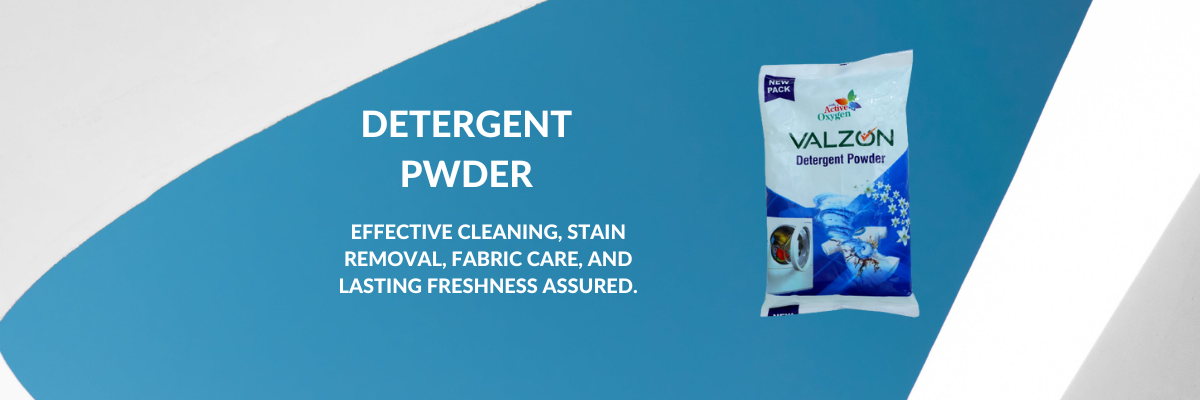 DETERGENT
PWDER
EFFECTIVE CLEANING, STAIN
REMOVAL, FABRIC CARE, AND
LASTING FRESHNESS ASSURED.
NEW
PACK
Active
Oxygen
VALZON
Detergent Powder
NEW